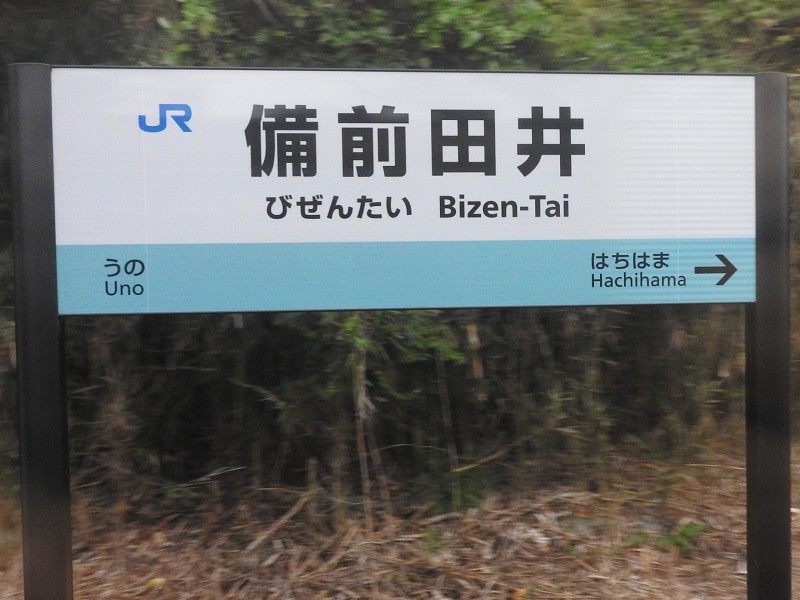 JR 備前田井
びぜんたい Bizen-Tai
うの はちはま →
Uno Hachihama